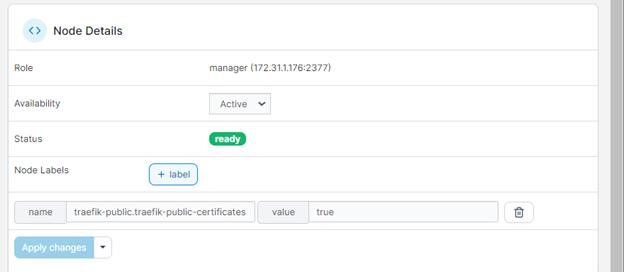 Node Details
Role manager (172.31.1.176:2377)
Availability Active
Status ready
Node Labels + label
name traefik-public.traefik-public-certificates value true
Apply changes